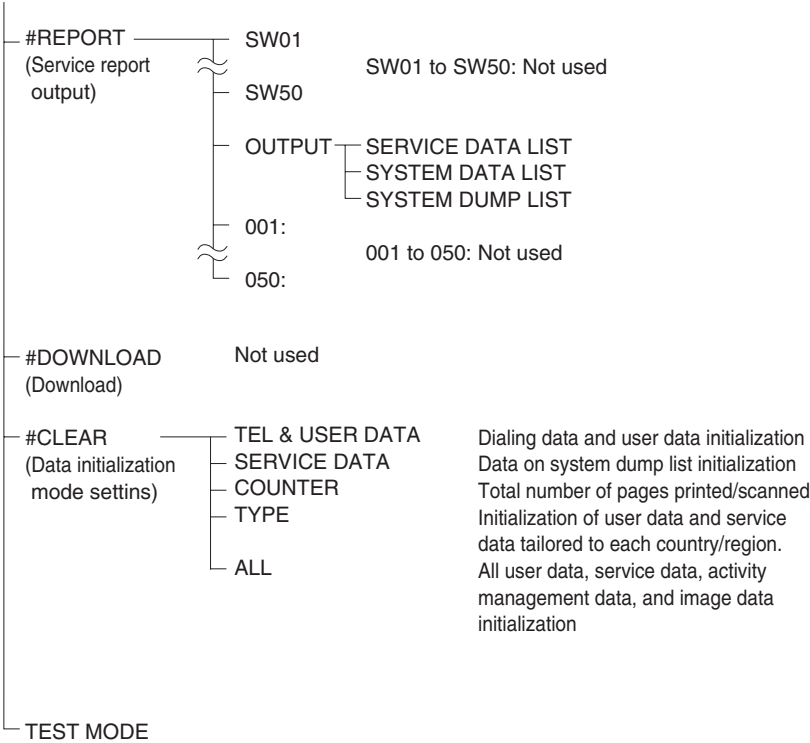 #REPORT
(Service report
output)
SW01
SW01 to SW50: Not used
SW50
OUTPUT
SERVICE DATA LIST
SYSTEM DATA LIST
SYSTEM DUMP LIST
001:
001 to 050: Not used
050:
#DOWNLOAD
(Download)
Not used
#CLEAR
(Data initialization
mode settins)
TEL & USER DATA
Dialing data and user data initialization
SERVICE DATA
Data on system dump list initialization
COUNTER
Total number of pages printed/scanned
TYPE
Initialization of user data and service
data tailored to each country/region.
ALL
All user data, service data, activity
management data, and image data
initialization
TEST MODE